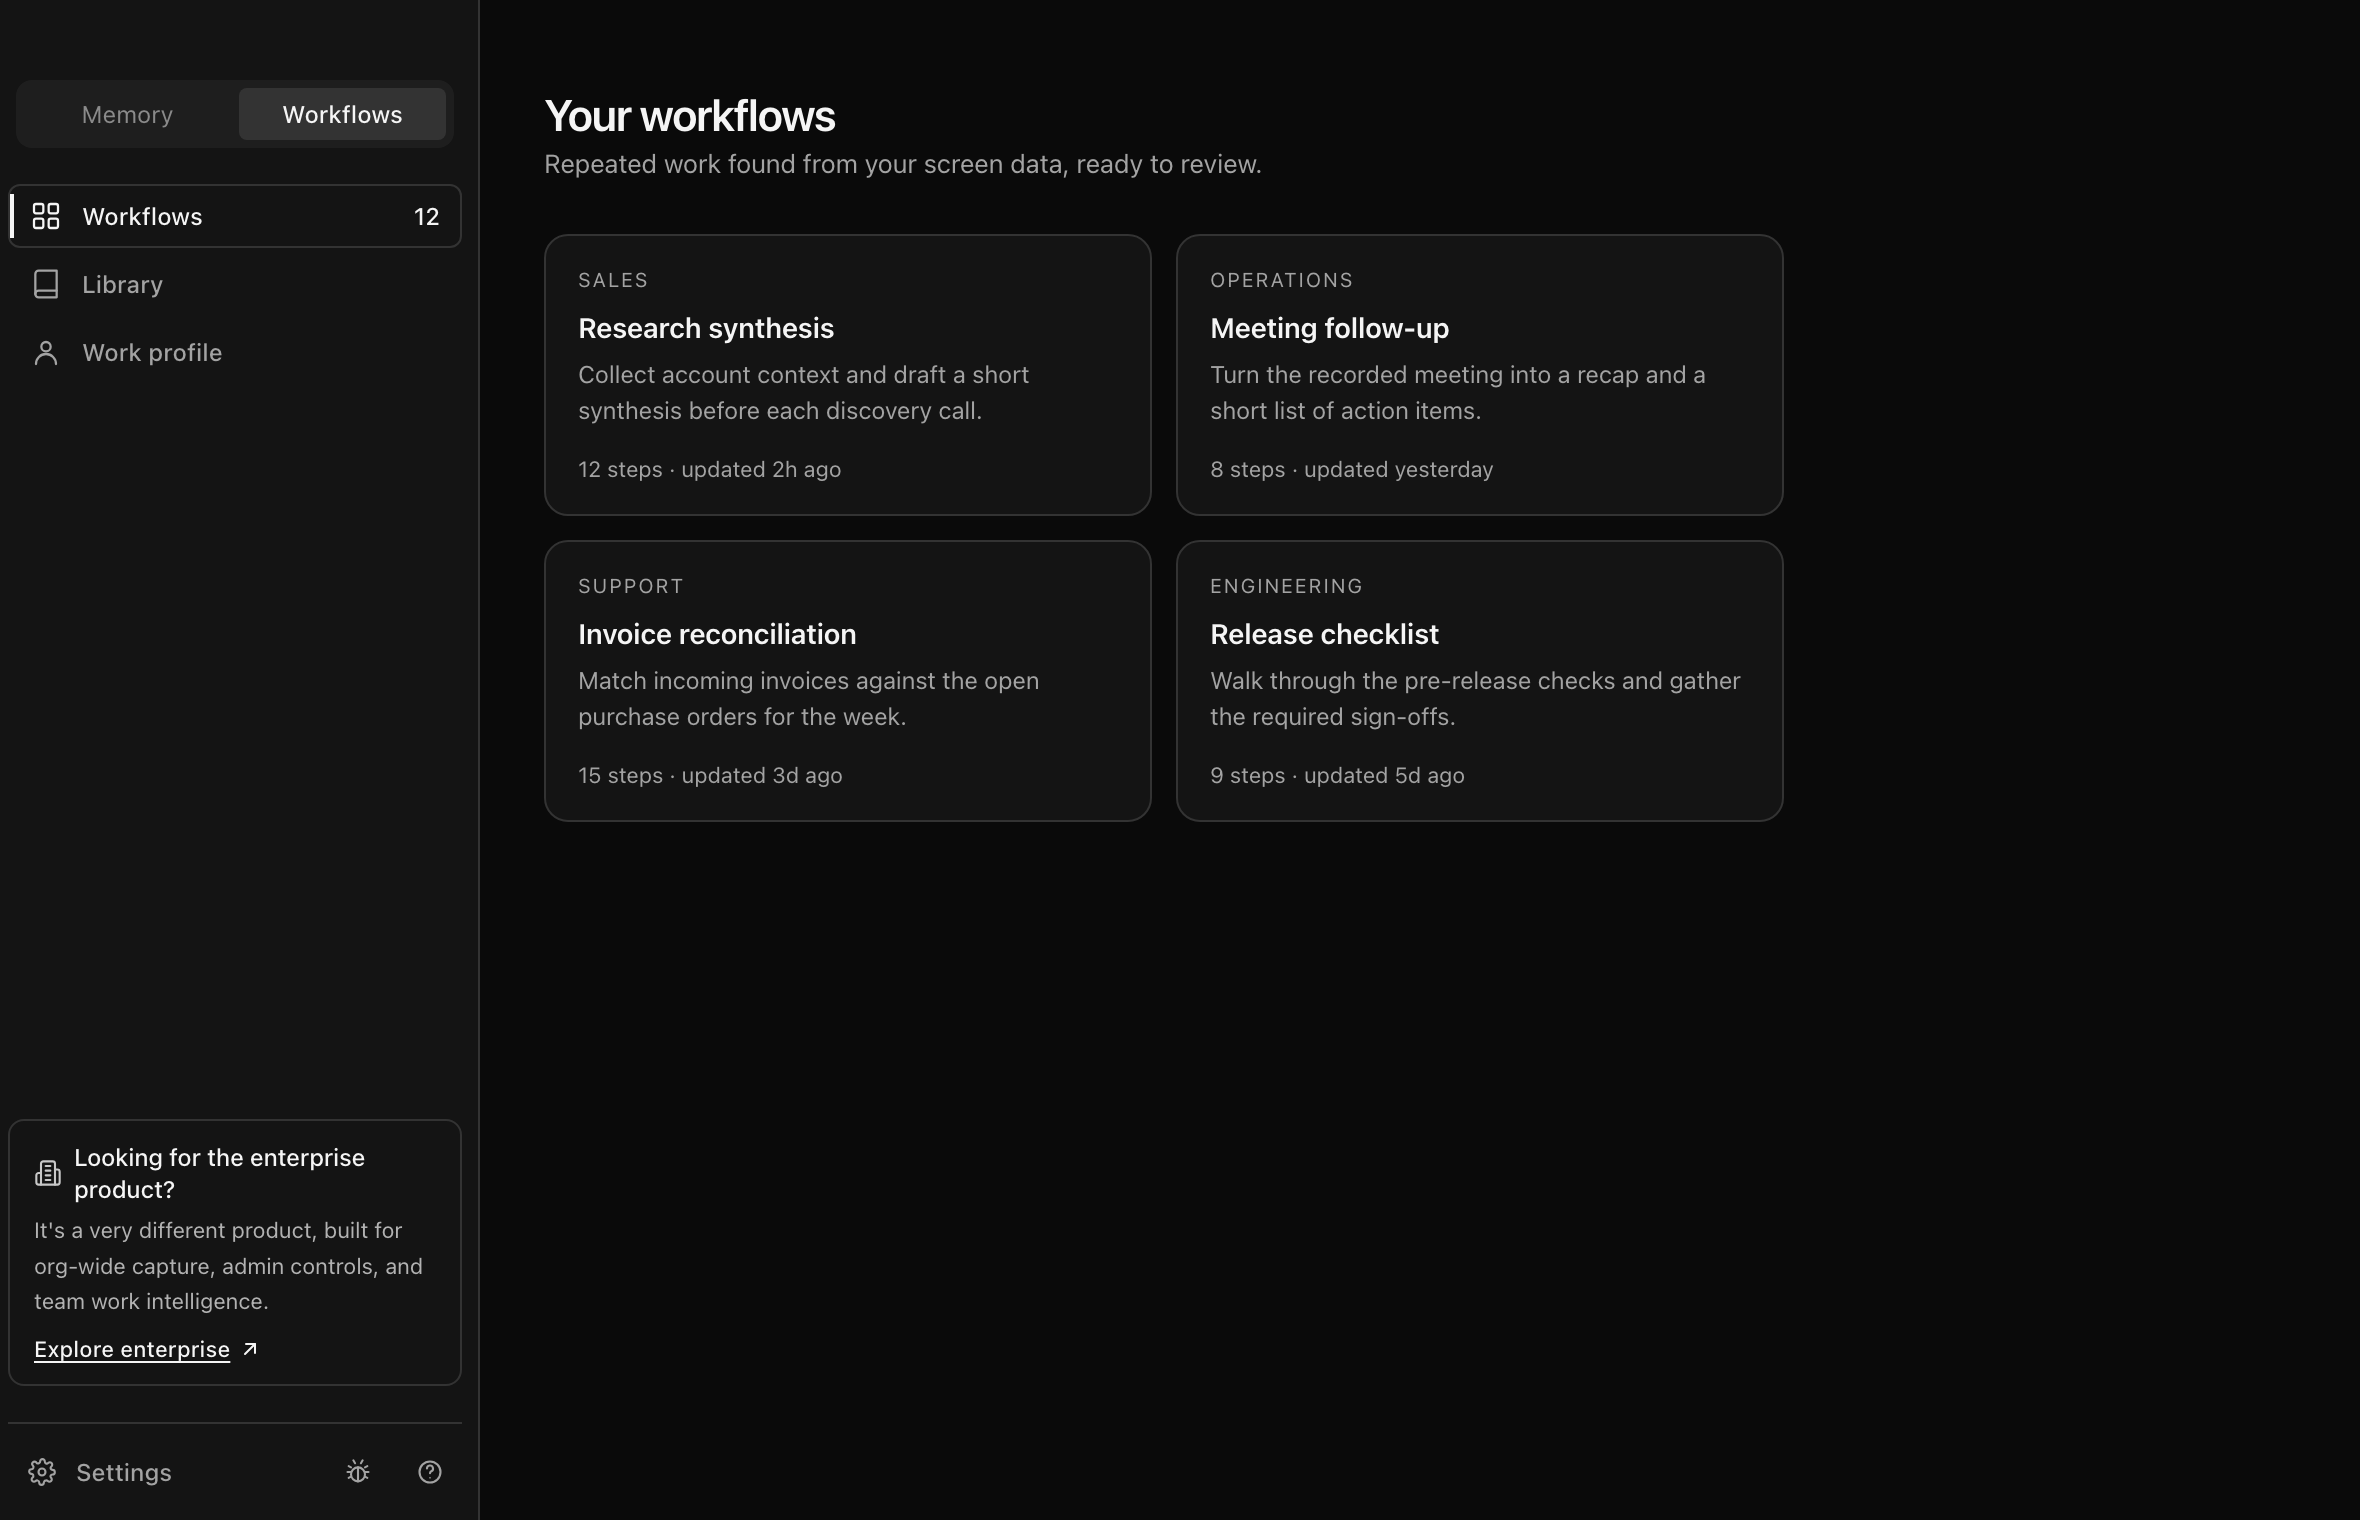 Memory
Workflows
Workflows 12
Library
Work profile
Looking for the enterprise
product?
It's a very different product, built for
org-wide capture, admin controls, and
team work intelligence.
Explore enterprise
Settings
Your workflows
Repeated work found from your screen data, ready to review.
SALES
Research synthesis
Collect account context and draft a short
synthesis before each discovery call.
12 steps · updated 2h ago
OPERATIONS
Meeting follow-up
Turn the recorded meeting into a recap and a
short list of action items.
8 steps · updated yesterday
SUPPORT
Invoice reconciliation
Match incoming invoices against the open
purchase orders for the week.
15 steps · updated 3d ago
ENGINEERING
Release checklist
Walk through the pre-release checks and gather
the required sign-offs.
9 steps · updated 5d ago